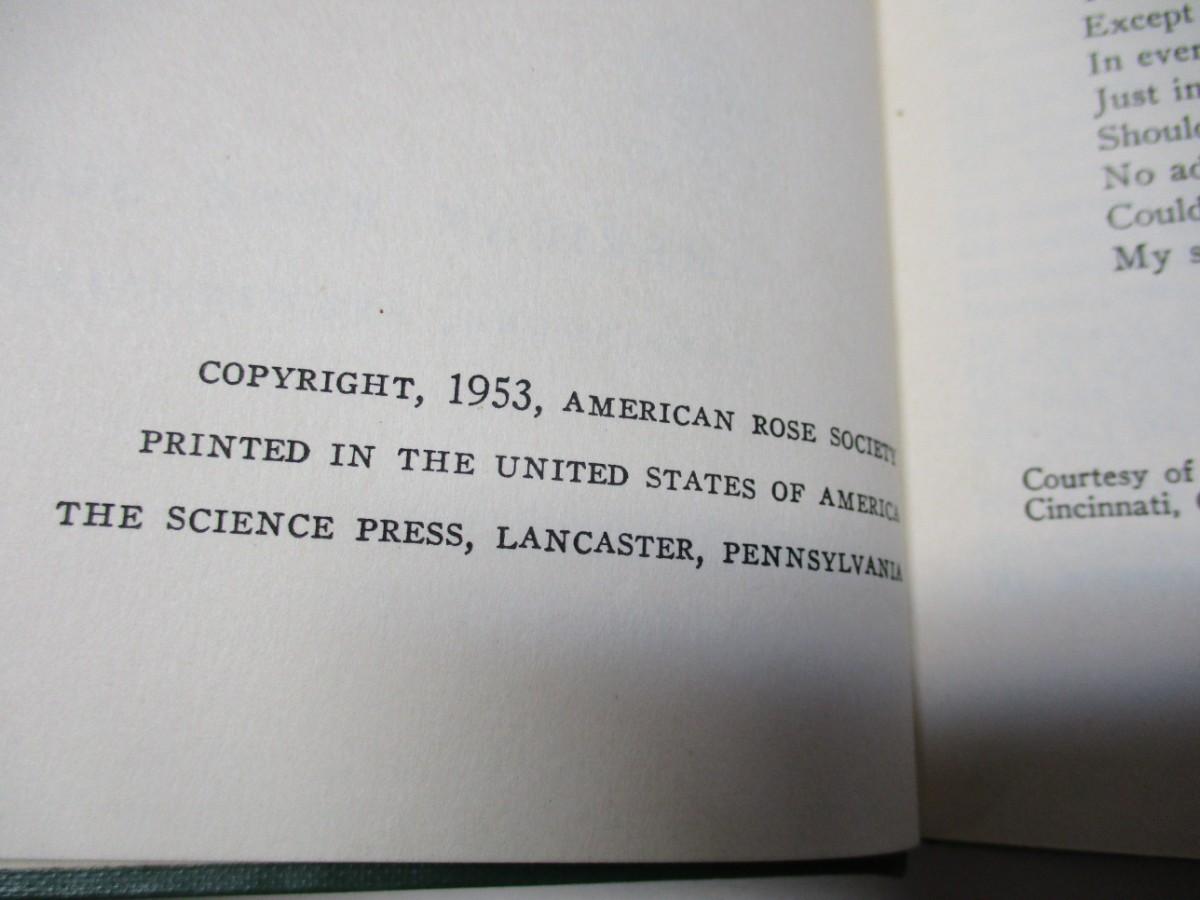 COPYRIGHT, 1953, AMERICAN ROSE SOCIETY
PRINTED IN THE UNITED STATES OF AMERICA
THE SCIENCE PRESS, LANCASTER, PENNSYLVANIA
Except
In ever
Just in
Should
No ad
Could
My s
Courtesy of
Cincinnati,